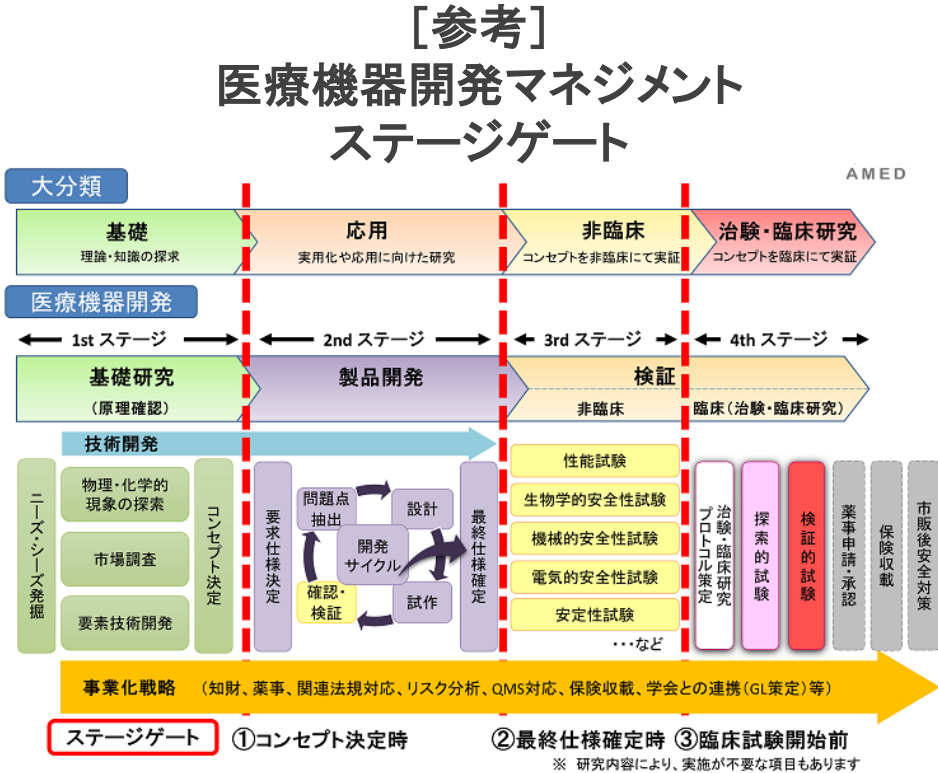 ［参考］
医療機器開発マネジメント
ステージゲート
AMED
大分類
基礎
理論・知識の探求
応用
実用化や応用に向けた研究
非臨床
コンセプトを非臨床にて実証
治験・臨床研究
コンセプトを臨床にて実証
医療機器開発
1st ステージ
2nd ステージ
3rd ステージ
4th ステージ
基礎研究
（原理確認）
製品開発
検証
非臨床
臨床（治験・臨床研究）
技術開発
ニーズ・シーズ発掘
物理・化学的
現象の探索
市場調査
要素技術開発
コンセプト決定
要求仕様決定
問題点
抽出
設計
開発
サイクル
確認・
検証
試作
最終仕様確定
性能試験
生物学的安全性試験
機械的安全性試験
電気的安全性試験
安定性試験
・・・など
治験・臨床研究
プロトコル策定
探索的試験
検証的試験
薬事申請・承認
保険収載
市販後安全対策
事業化戦略 （知財、薬事、関連法規対応、リスク分析、QMS対応、保険収載、学会との連携（GL策定）等）
ステージゲート
①コンセプト決定時
②最終仕様確定時
③臨床試験開始前
※ 研究内容により、実施が不要な項目もあります